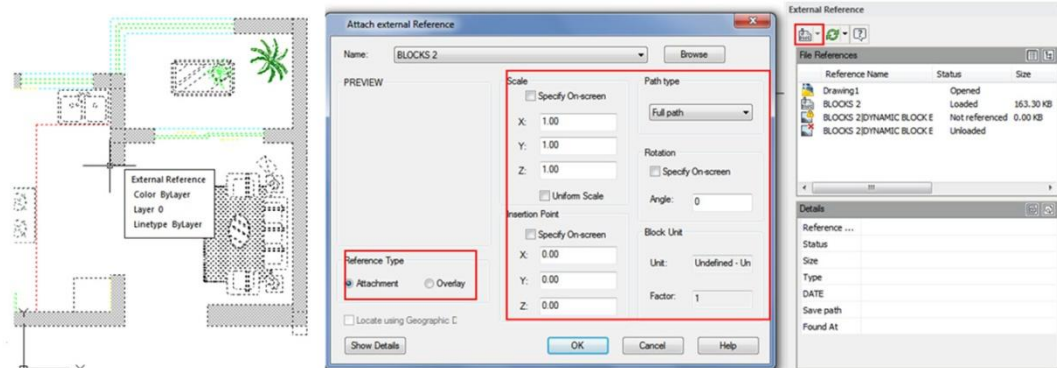 External Reference
Color ByLayer
Layer 0
Linetype ByLayer
Y
X
Attach external Reference
Name:
BLOCKS 2
Browse
PREVIEW
Scale
Specify On-screen
X:
1.00
Y:
1.00
Z:
1.00
Uniform Scale
Insertion Point
Specify On-screen
X:
0.00
Y:
0.00
Z:
0.00
Path type
Full path
Rotation
Specify On-screen
Angle:
0
Block Unit
Unit:
Undefined - Un
Factor:
1
Reference Type
Attachment
Overlay
Locate using Geographic D
Show Details
OK
Cancel
Help
External Reference
File References
Reference Name Status Size
Drawing1 Opened
BLOCKS 2 Loaded 163.30 KB
BLOCKS 2|DYNAMIC BLOCK E Not referenced 0.00 KB
BLOCKS 2|DYNAMIC BLOCK E Unloaded
Details
Reference ...
Status
Size
Type
DATE
Save path
Found At